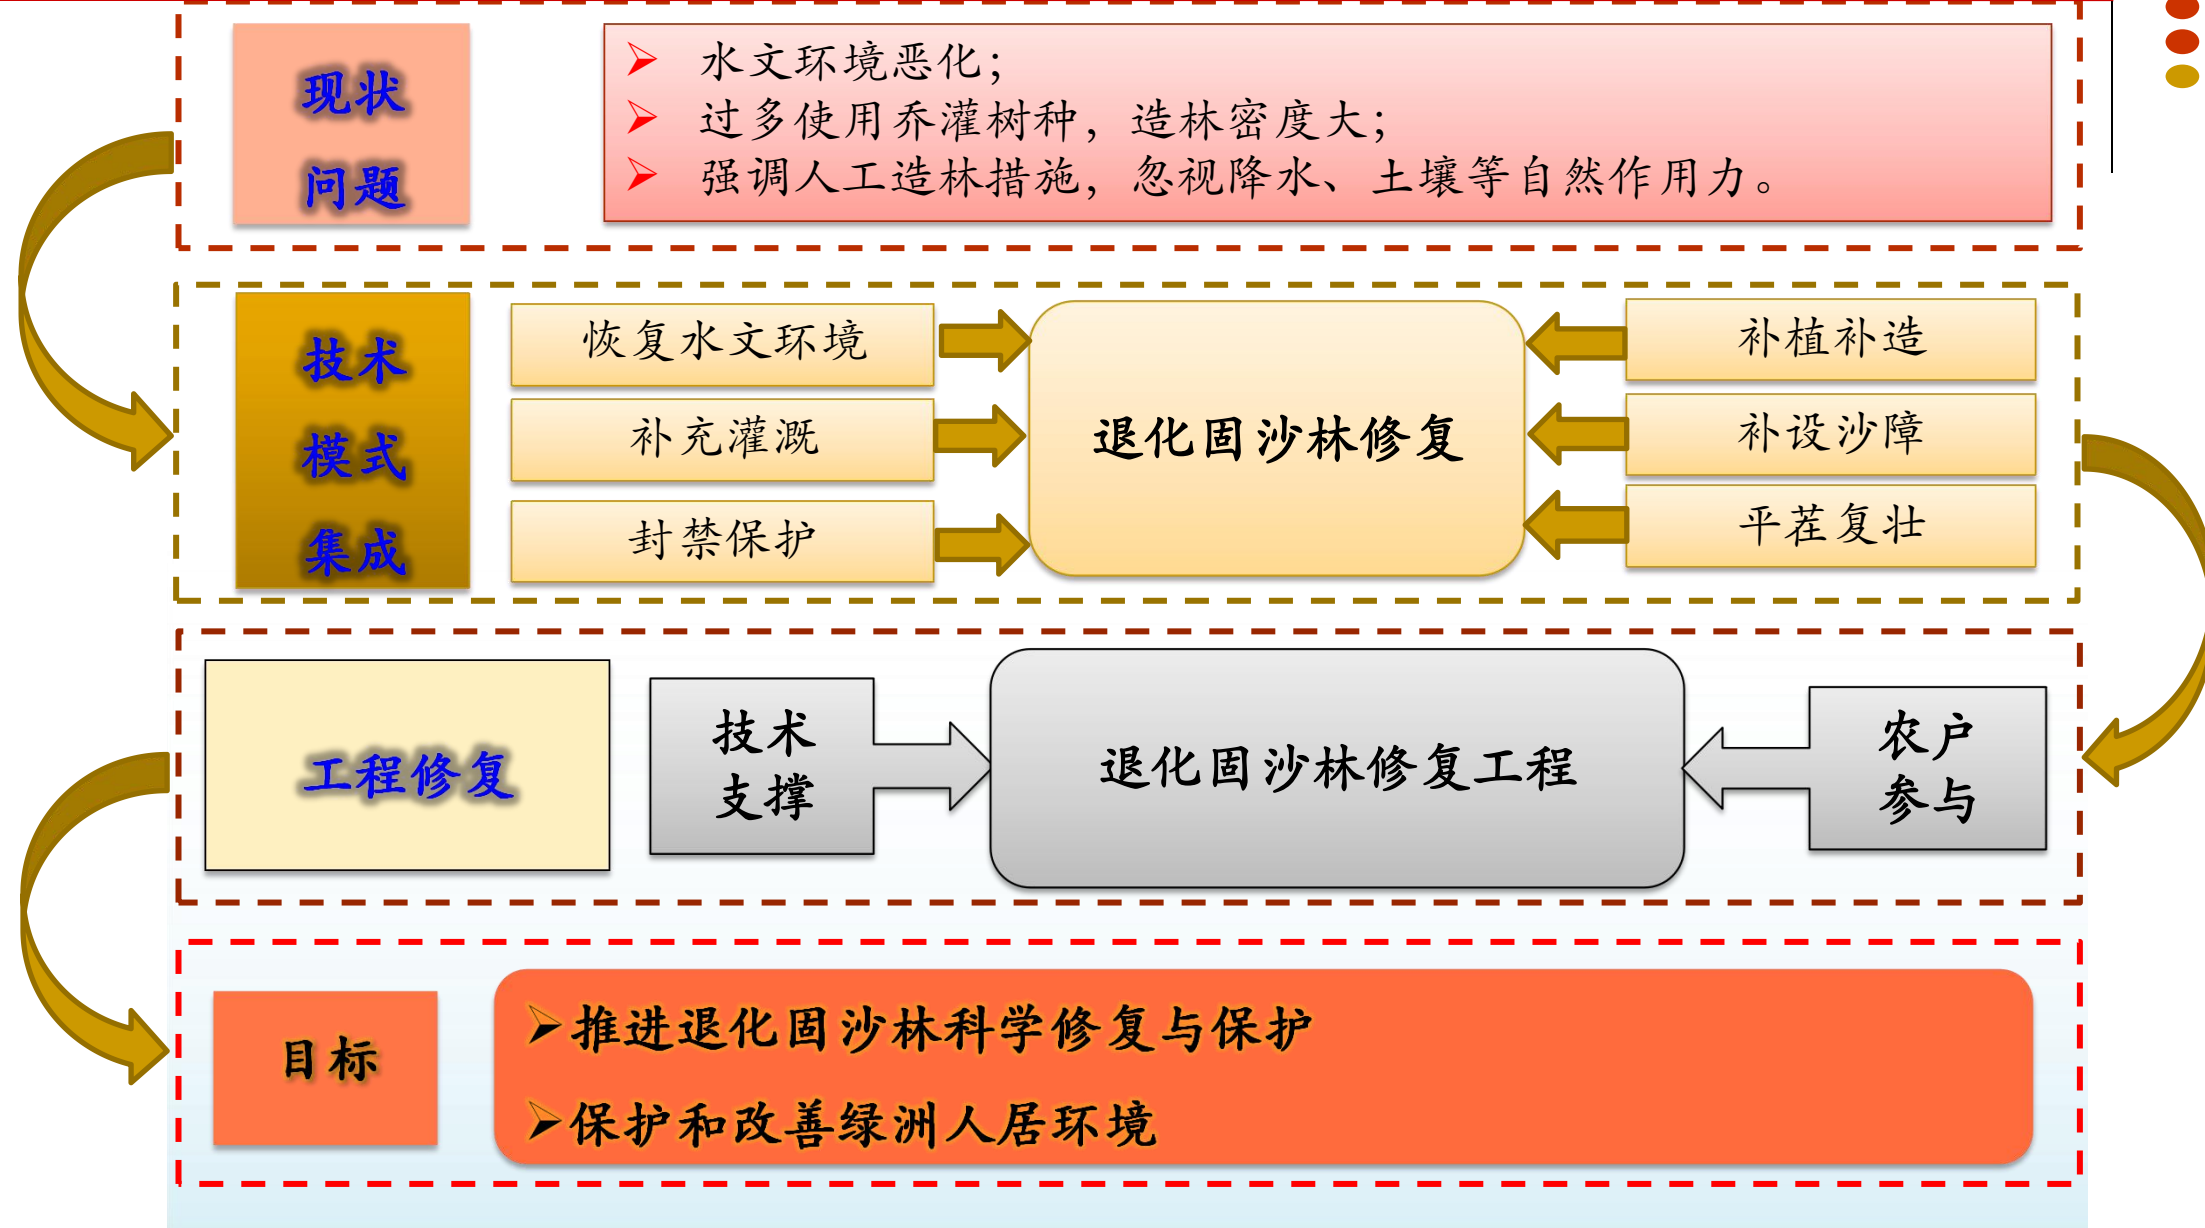 现状
问题
水文环境恶化；
过多使用乔灌树种，造林密度大；
强调人工造林措施，忽视降水、土壤等自然作用力。
技术
模式
集成
恢复水文环境
补充灌溉
封禁保护
退化固沙林修复
补植补造
补设沙障
平茬复壮
工程修复
技术
支撑
退化固沙林修复工程
农户
参与
目标
推进退化固沙林科学修复与保护
保护和改善绿洲人居环境